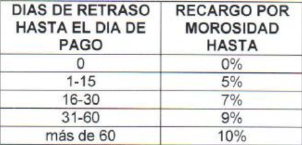 DIAS DE RETRASO HASTA EL DIA DE PAGO
RECARGO POR MOROSIDAD HASTA
0 0%
1-15 5%
16-30 7%
31-60 9%
más de 60 10%